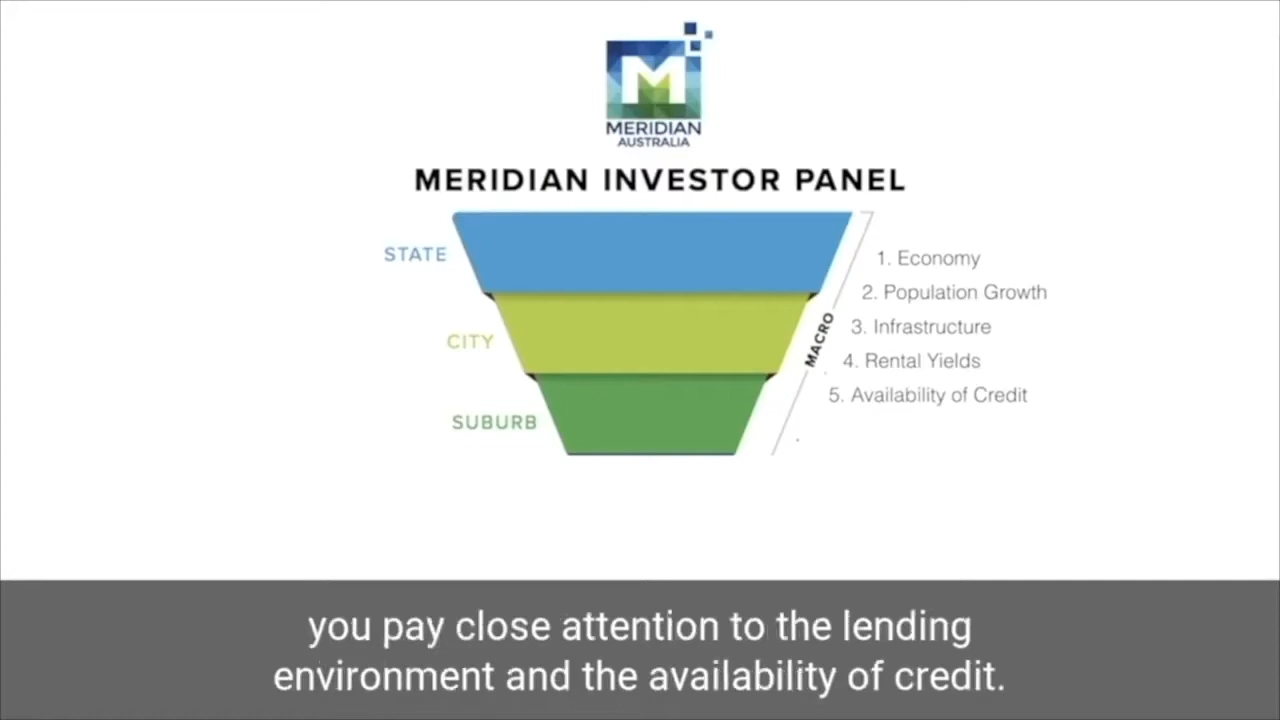 M
MERIDIAN
AUSTRALIA
MERIDIAN INVESTOR PANEL
STATE
CITY
SUBURB
MACRO
1. Economy
2. Population Growth
3. Infrastructure
4. Rental Yields
5. Availability of Credit
you pay close attention to the lending
environment and the availability of credit.